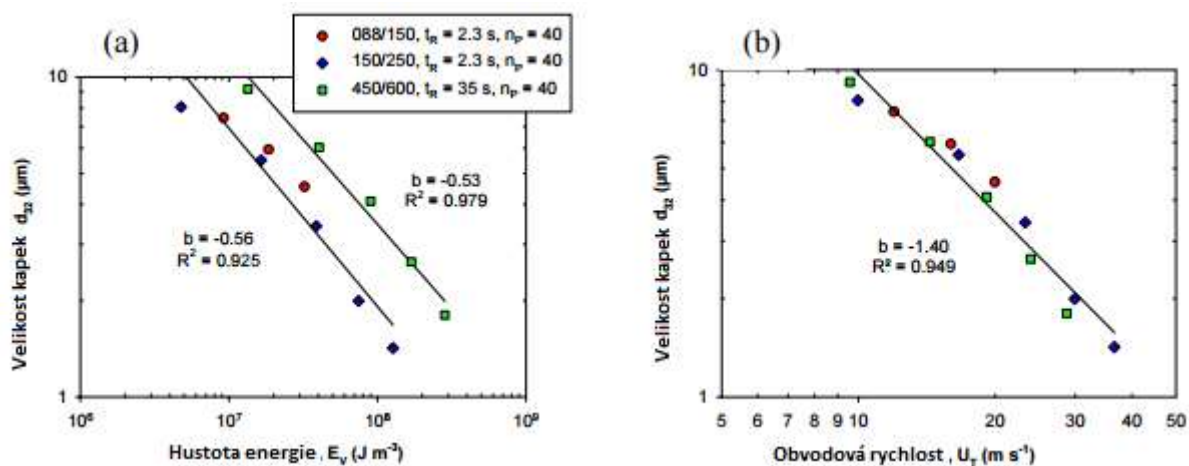 (a)
088/150, tR = 2.3 s, nP = 40
150/250, tR = 2.3 s, nP = 40
450/600, tR = 35 s, nP = 40
10
1
Velikost kapek d32 (µm)
b = -0.53
R² = 0.979
b = -0.56
R² = 0.925
10⁶ 10⁷ 10⁸ 10⁹
Hustota energie , EV (J m⁻³)
(b)
10
1
Velikost kapek d32 (µm)
b = -1.40
R² = 0.949
5 6 7 8 9 10 20 30 40 50
Obvodová rychlost , UT (m s⁻¹)